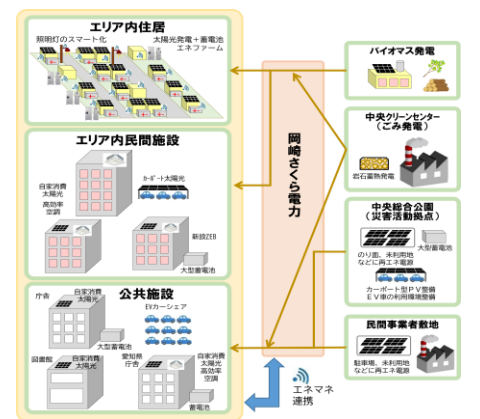 エリア内住居
照明灯のスマート化
太陽光発電＋蓄電池
エネファーム
エリア内民間施設
自家消費
太陽光
高効率
空調
カーポート太陽光
新設ZEB
大型蓄電池
公共施設
庁舎
自家消費
太陽光
大型蓄電池
EVカーシェア
図書館
自家消費
太陽光
愛知県
庁舎
自家消費
太陽光
高効率
空調
蓄電池
岡崎さくら電力
エネマネ
連携
バイオマス発電
中央クリーンセンター
（ごみ発電）
岩石蓄熱発電
中央総合公園
（災害活動拠点）
大型蓄電池
のり面、未利用地
などに再エネ電源
カーポート型ＰＶ整備
ＥＶ車の利用環境整備
民間事業者敷地
駐車場、未利用地
などに再エネ電源